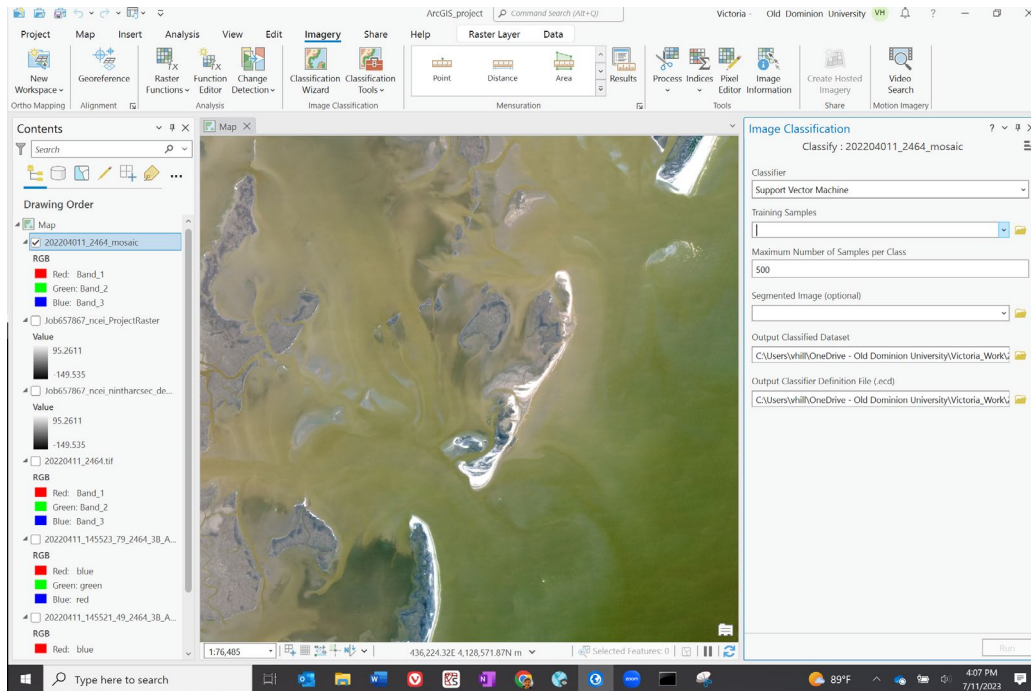 ArcGIS_project
Command Search (Alt+Q)
Victoria - Old Dominion University VH ?
Project Map Insert Analysis View Edit Imagery Share Help Raster Layer Data
New Workspace
Georeference
Raster Functions
Function Editor
Change Detection
Classification Wizard
Classification Tools
Point
Distance
Area
Results
Process
Indices
Pixel Editor
Image Information
Create Hosted Imagery
Video Search
Ortho Mapping Alignment Analysis Image Classification Mensuration Tools Share Motion Imagery
Contents
Search
Drawing Order
Map
202204011_2464_mosaic
RGB
Red: Band_1
Green: Band_2
Blue: Band_3
Job657867_ncei_ProjectRaster
Value
95.2611
-149.535
Job657867_ncei_nintharcsec_de...
Value
95.2611
-149.535
20220411_2464.tif
RGB
Red: Band_1
Green: Band_2
Blue: Band_3
20220411_145523_79_2464_3B_A...
RGB
Red: blue
Green: green
Blue: red
20220411_145521_49_2464_3B_A...
RGB
Red: blue
Map
1:76,485
436,224.32E 4,128,571.87N m
Selected Features: 0
Image Classification ?
Classify : 202204011_2464_mosaic
Classifier
Support Vector Machine
Training Samples
Maximum Number of Samples per Class
500
Segmented Image (optional)
Output Classified Dataset
C:\Users\vhill\OneDrive - Old Dominion University\Victoria_Work\
Output Classifier Definition File (.ecd)
C:\Users\vhill\OneDrive - Old Dominion University\Victoria_Work\
Run
Type here to search
zoom
89°F
4:07 PM
7/11/2023